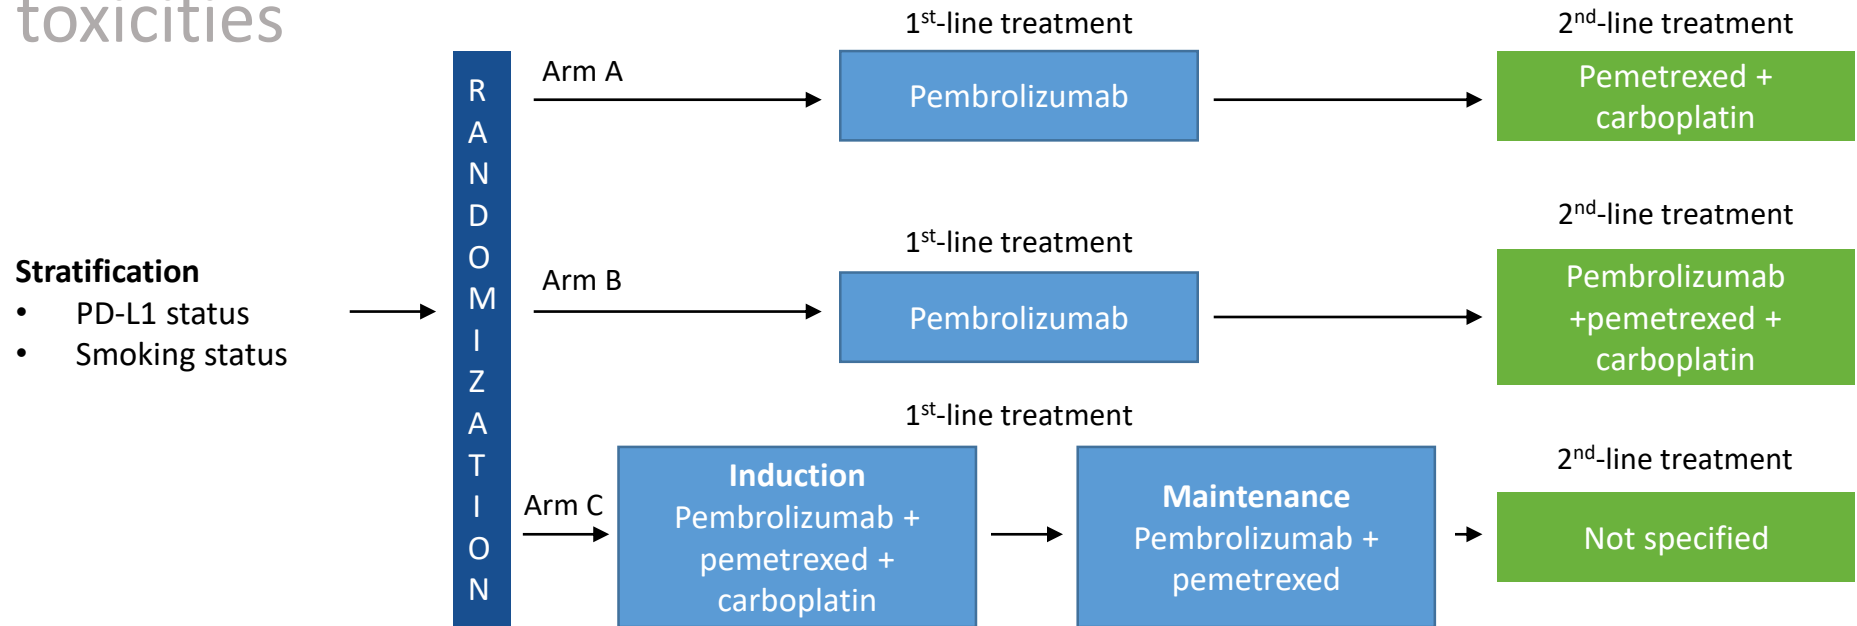 toxicities
Stratification
• PD-L1 status
• Smoking status
RANDOMIZATION
Arm A
1st-line treatment
Pembrolizumab
2nd-line treatment
Pemetrexed +
carboplatin
Arm B
1st-line treatment
Pembrolizumab
2nd-line treatment
Pembrolizumab
+pemetrexed +
carboplatin
Arm C
1st-line treatment
Induction
Pembrolizumab +
pemetrexed +
carboplatin
Maintenance
Pembrolizumab +
pemetrexed
2nd-line treatment
Not specified